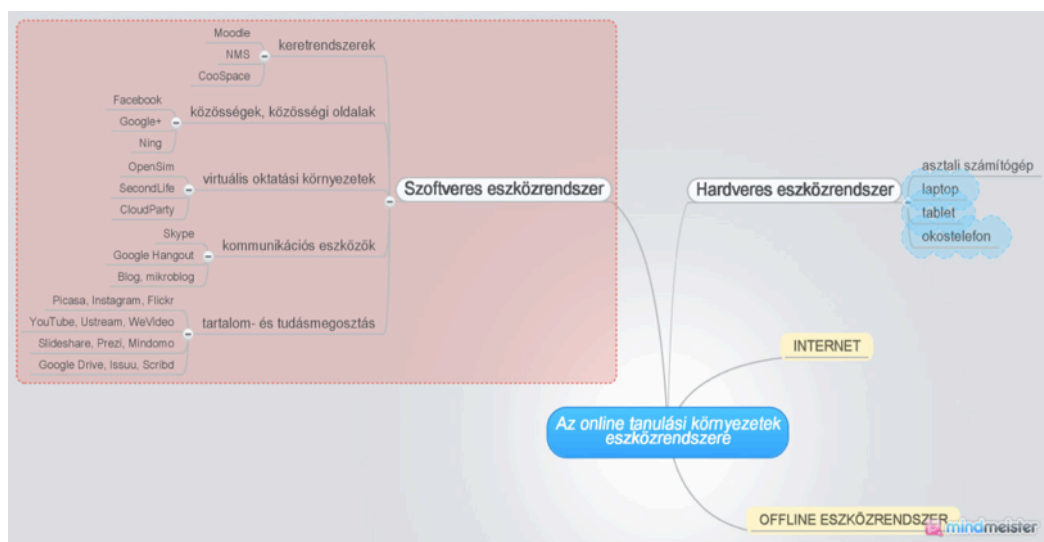 Moodle
NMS
CooSpace
keretrendszerek
Facebook
Google+
Ning
közösségek, közösségi oldalak
OpenSim
SecondLife
CloudParty
virtuális oktatási környezetek
Skype
Google Hangout
Blog, mikroblog
kommunikációs eszközök
Picasa, Instagram, Flickr
YouTube, Ustream, WeVideo
Slideshare, Prezi, Mindomo
Google Drive, Issuu, Scribd
tartalom- és tudásmegosztás
Szoftveres eszközrendszer
Hardveres eszközrendszer
asztali számítógép
laptop
tablet
okostelefon
INTERNET
Az online tanulási környezetek
eszközrendszere
OFFLINE ESZKÖZRENDSZER
mindmeister